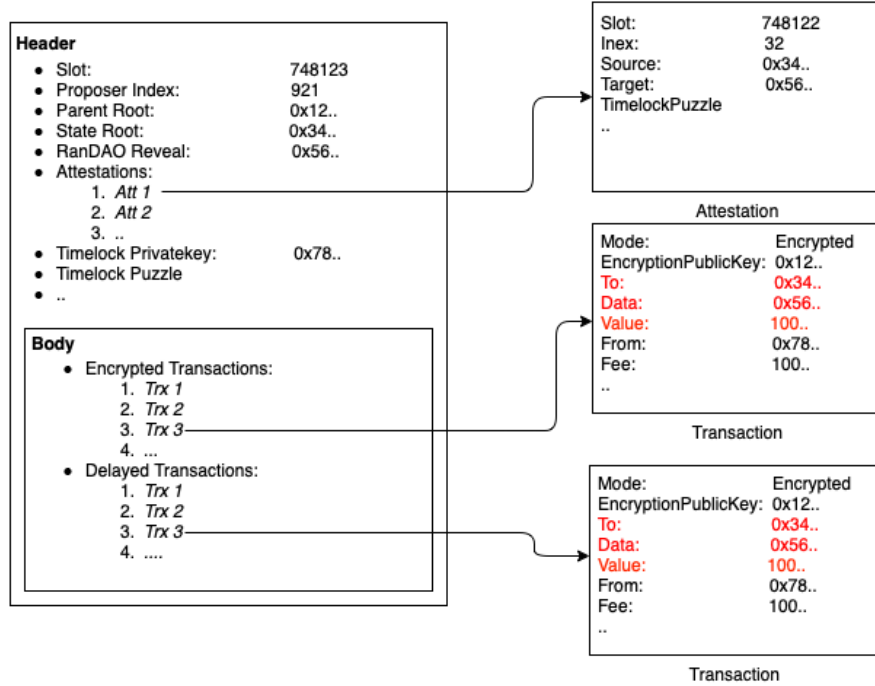 Header
● Slot: 748123
● Proposer Index: 921
● Parent Root: 0x12..
● State Root: 0x34..
● RanDAO Reveal: 0x56..
● Attestations:
1. Att 1
2. Att 2
3. ..
● Timelock Privatekey: 0x78..
● Timelock Puzzle
● ..
Body
● Encrypted Transactions:
1. Trx 1
2. Trx 2
3. Trx 3
4. ...
● Delayed Transactions:
1. Trx 1
2. Trx 2
3. Trx 3
4. ....
Slot: 748122
Inex: 32
Source: 0x34..
Target: 0x56..
TimelockPuzzle
..
Attestation
Mode: Encrypted
EncryptionPublicKey: 0x12..
To: 0x34..
Data: 0x56..
Value: 100..
From: 0x78..
Fee: 100..
..
Transaction
Mode: Encrypted
EncryptionPublicKey: 0x12..
To: 0x34..
Data: 0x56..
Value: 100..
From: 0x78..
Fee: 100..
..
Transaction